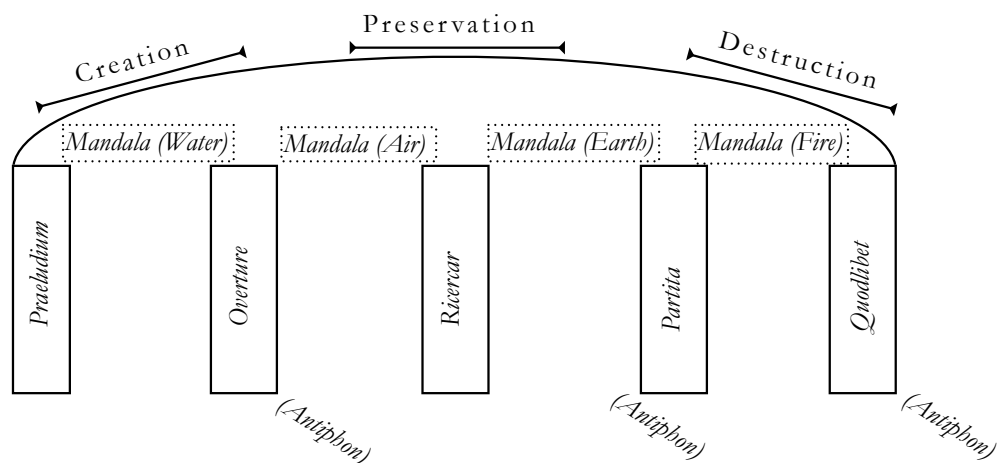 Creation
Preservation
Destruction
Mandala (Water)
Mandala (Air)
Mandala (Earth)
Mandala (Fire)
Praeludium
Overture
Ricercar
Partita
Quodlibet
(Antiphon)
(Antiphon)
(Antiphon)